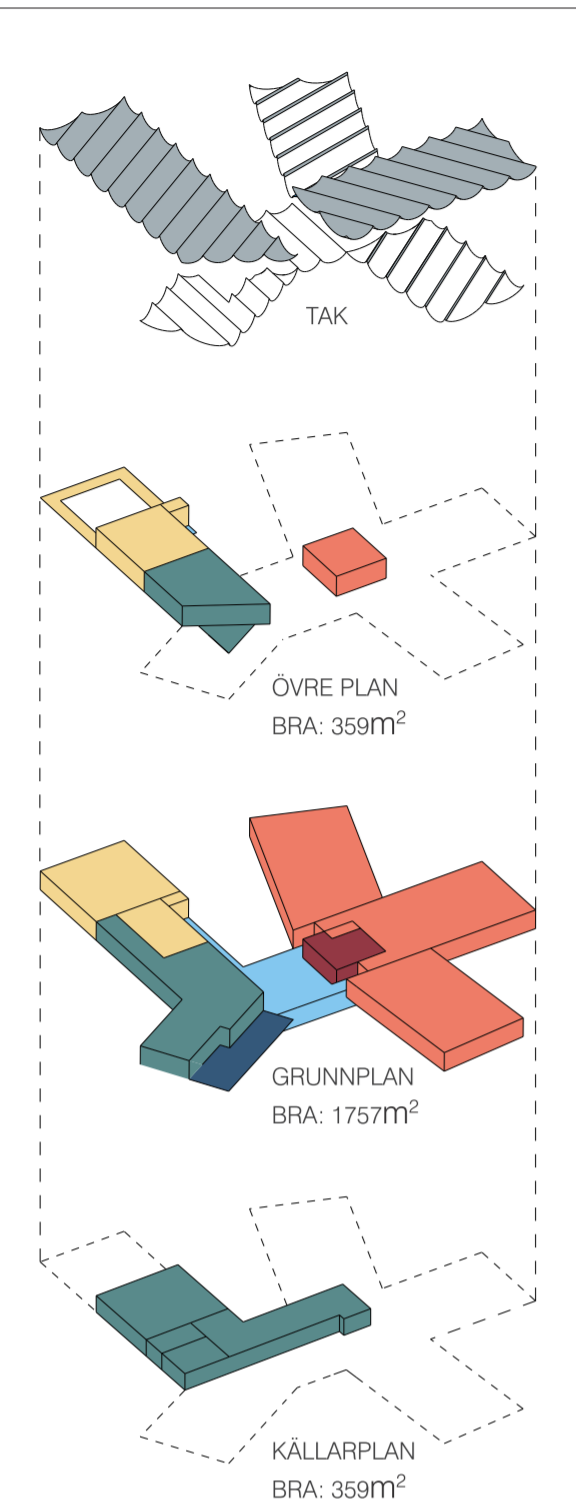 TAK
ÖVRE PLAN
BRA: 359m²
GRUNNPLAN
BRA: 1757m²
KÄLLARPLAN
BRA: 359m²